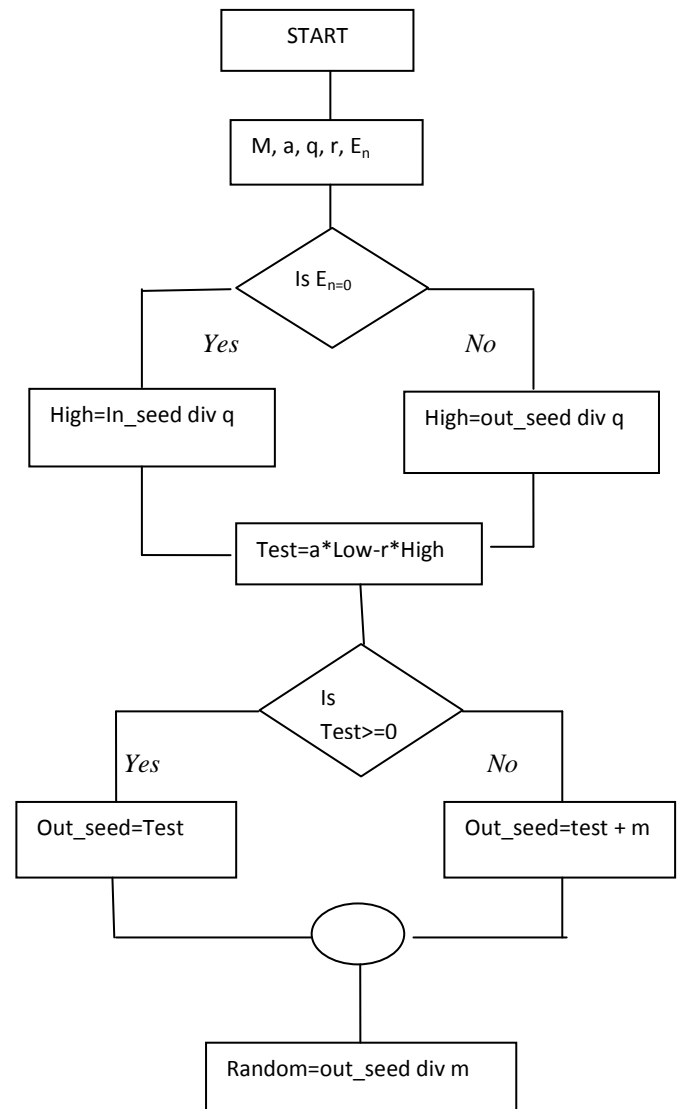 START
M, a, q, r, Eₙ
Is Eₙ₌₀
Yes
No
High=In_seed div q
High=out_seed div q
Test=a*Low-r*High
Is
Test>=0
Yes
No
Out_seed=Test
Out_seed=test + m
Random=out_seed div m